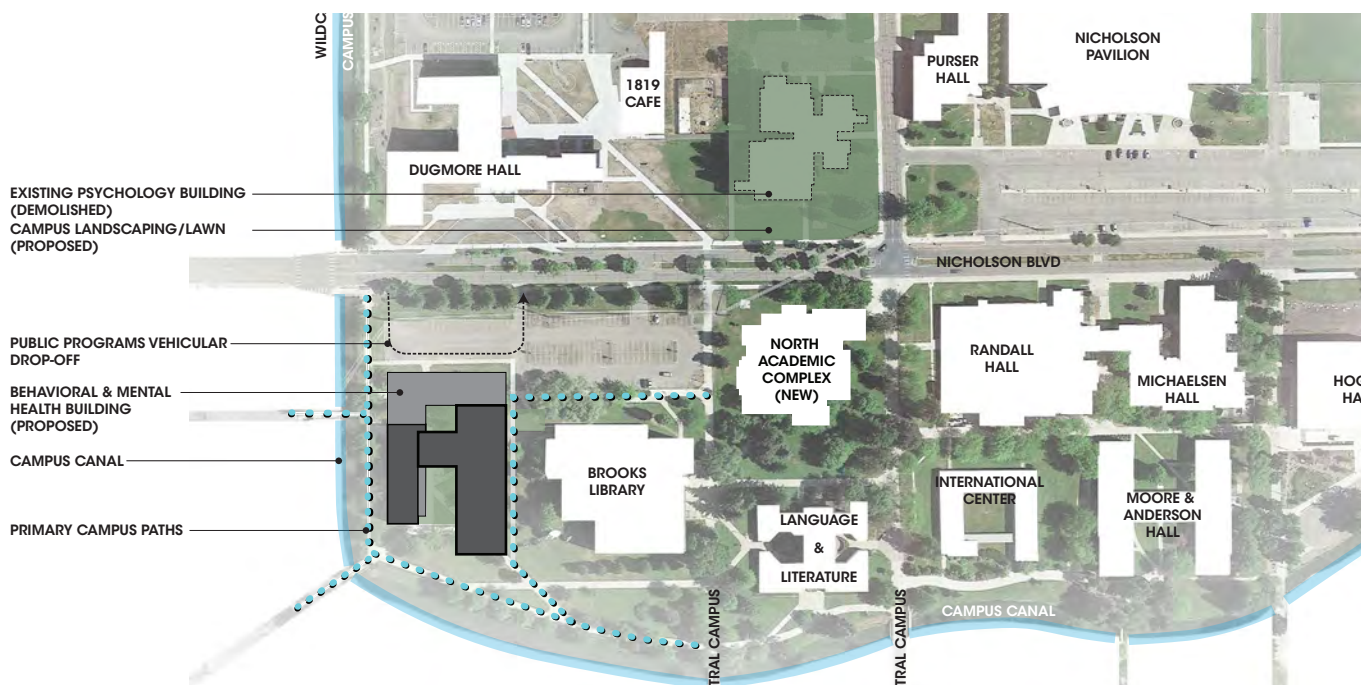 WILDC
CAMPUS
1819
CAFE
PURSER
HALL
NICHOLSON
PAVILION
DUGMORE HALL
EXISTING PSYCHOLOGY BUILDING
(DEMOLISHED)
CAMPUS LANDSCAPING/LAWN
(PROPOSED)
NICHOLSON BLVD
PUBLIC PROGRAMS VEHICULAR
DROP-OFF
NORTH
ACADEMIC
COMPLEX
(NEW)
RANDALL
HALL
MICHAELSEN
HALL
HOG
HA
BEHAVIORAL & MENTAL
HEALTH BUILDING
(PROPOSED)
CAMPUS CANAL
BROOKS
LIBRARY
INTERNATIONAL
CENTER
MOORE &
ANDERSON
HALL
PRIMARY CAMPUS PATHS
LANGUAGE
&
LITERATURE
CAMPUS CANAL
TRAL CAMPUS
TRAL CAMPUS